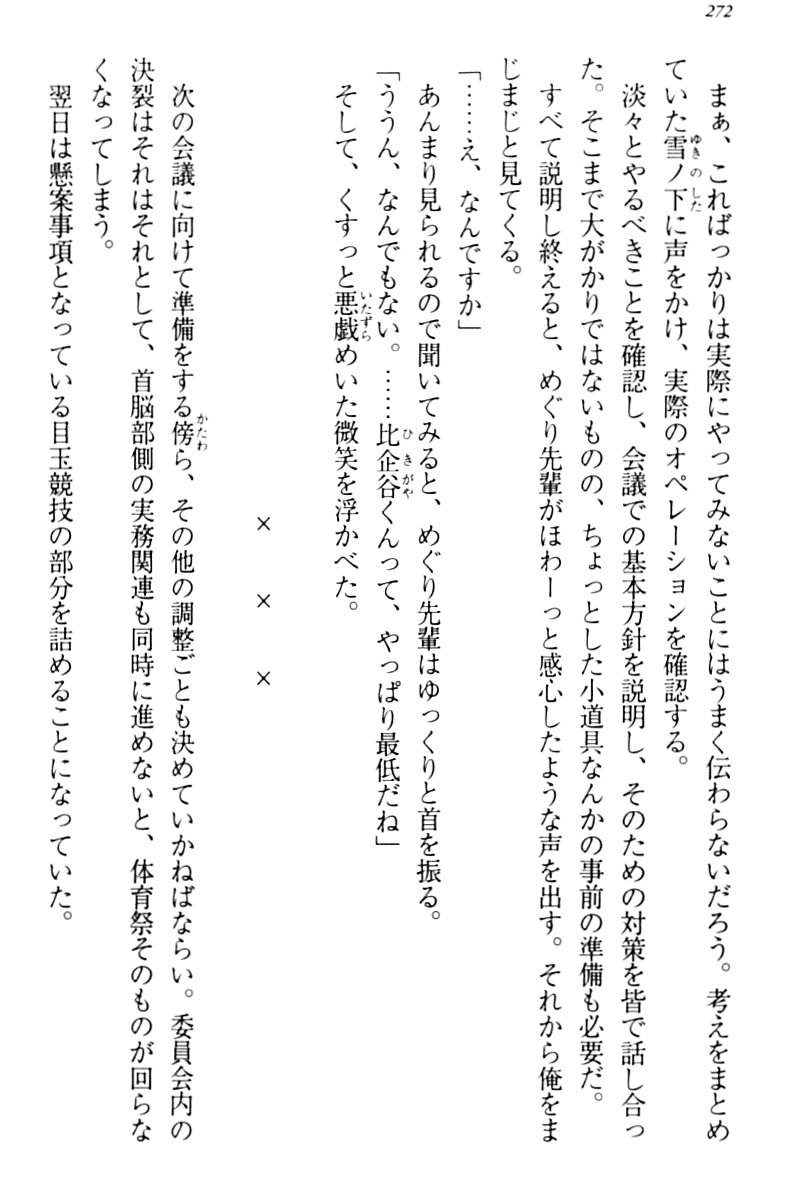 272
まぁ、こればっかりは実際にやってみないことにはうまく伝わらないだろう。考えをまとめ
ていた雪ノ下に声をかけ、実際のオペレーションを確認する。
淡々とやるべきことを確認し、会議での基本方針を説明し、そのための対策を皆で話し合っ
た。そこまで大がかりではないものの、ちょっとした小道具なんかの事前の準備も必要だ。
すべて説明し終えると、めぐり先輩がほわーっと感心したような声を出す。それから俺をま
じまじと見てくる。
「……え、なんですか」
あんまり見られるので聞いてみると、めぐり先輩はゆっくりと首を振る。
「ううん、なんでもない。……比企谷くんって、やっぱり最低だね」
そして、くすっと悪戯めいた微笑を浮かべた。
× × ×
次の会議に向けて準備をする傍ら、その他の調整ごとも決めていかねばならい。委員会内の
決裂はそれはそれとして、首脳部側の実務関連も同時に進めないと、体育祭そのものが回らな
くなってしまう。
翌日は懸案事項となっている目玉競技の部分を詰めることになっていた。